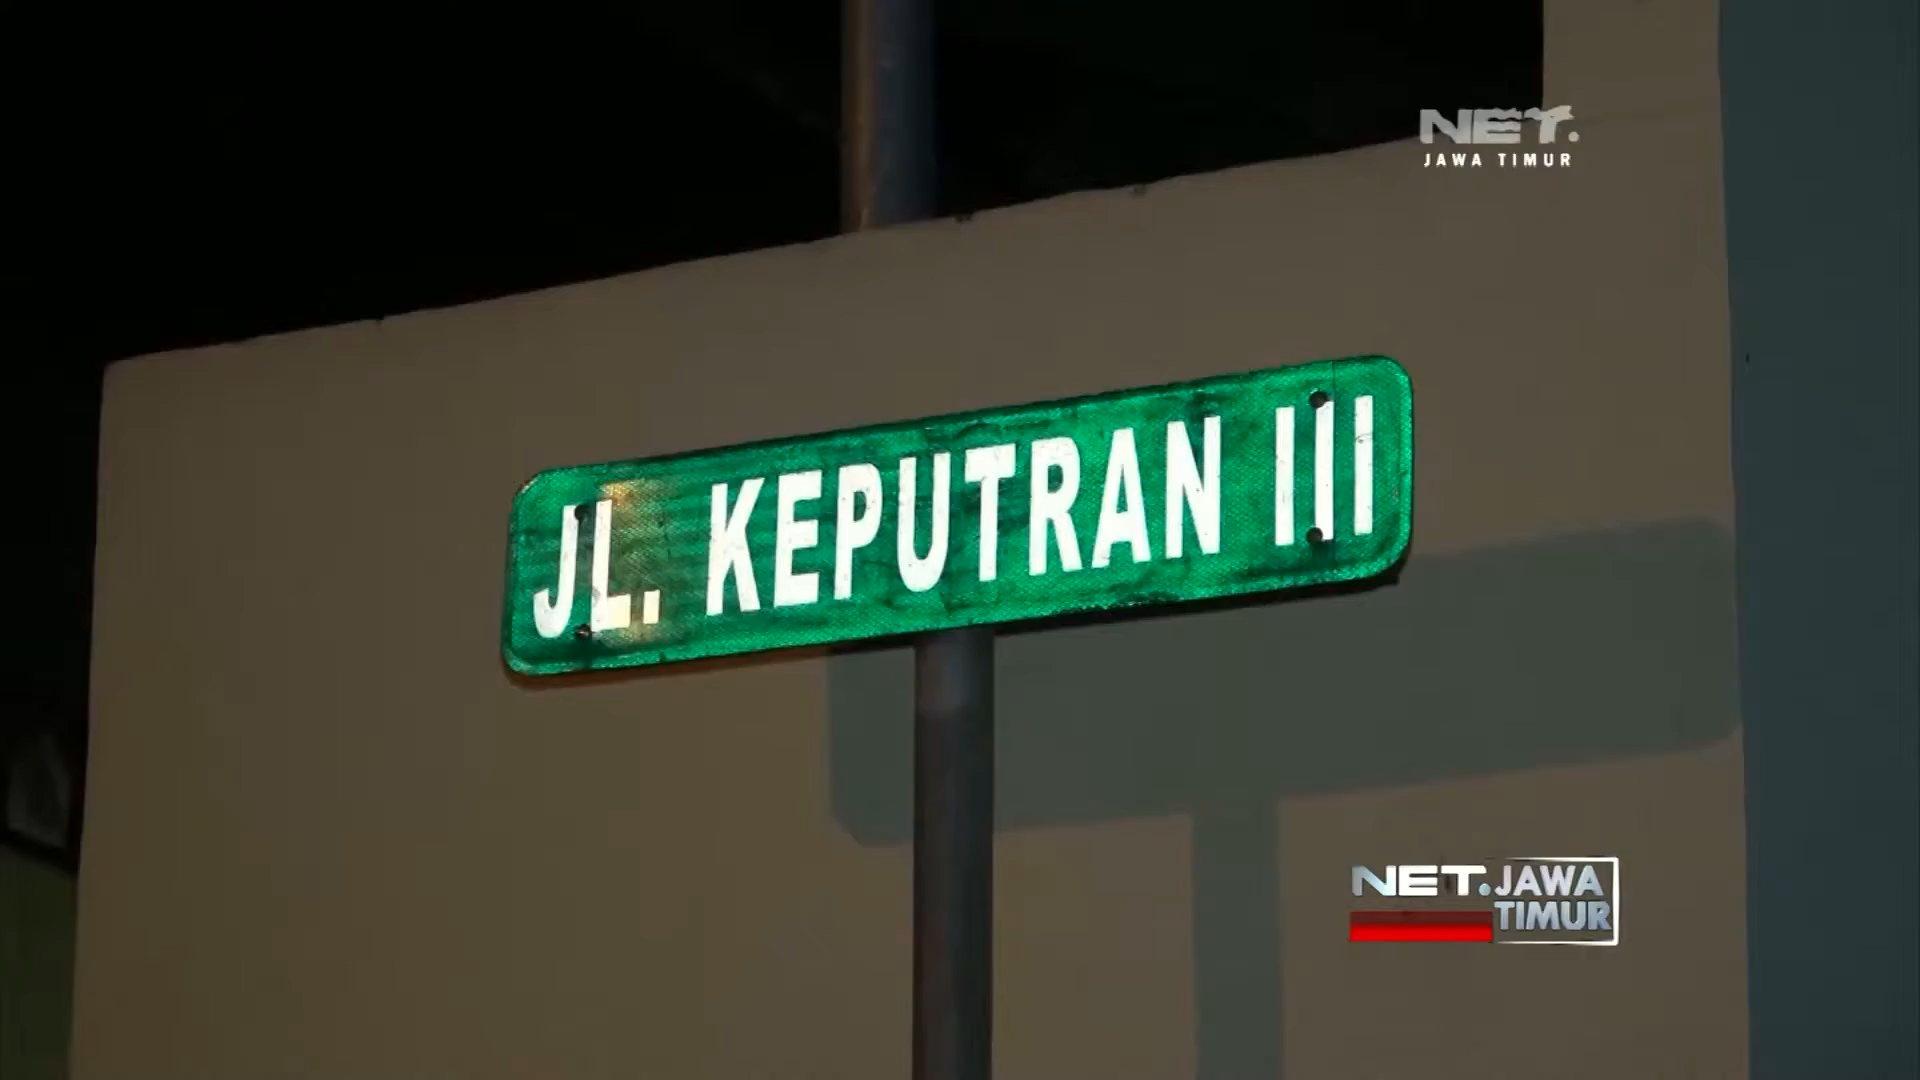 NET.
JAWA TIMUR
JL. KEPUTRAN III
NET. JAWA
TIMUR